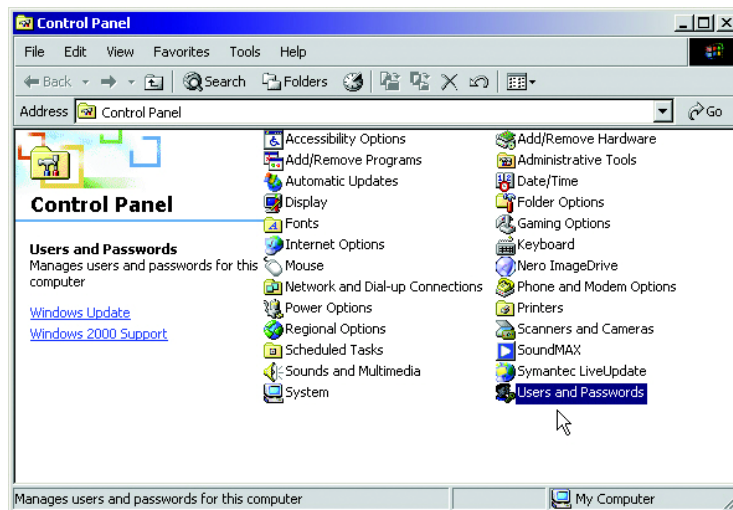 Control Panel
File Edit View Favorites Tools Help
Back Search Folders
Address Control Panel Go
Control Panel
Users and Passwords
Manages users and passwords for this
computer
Windows Update
Windows 2000 Support
Accessibility Options
Add/Remove Programs
Automatic Updates
Display
Fonts
Internet Options
Mouse
Network and Dial-up Connections
Power Options
Regional Options
Scheduled Tasks
Sounds and Multimedia
System
Add/Remove Hardware
Administrative Tools
Date/Time
Folder Options
Gaming Options
Keyboard
Nero ImageDrive
Phone and Modem Options
Printers
Scanners and Cameras
SoundMAX
Symantec LiveUpdate
Users and Passwords
Manages users and passwords for this computer
My Computer